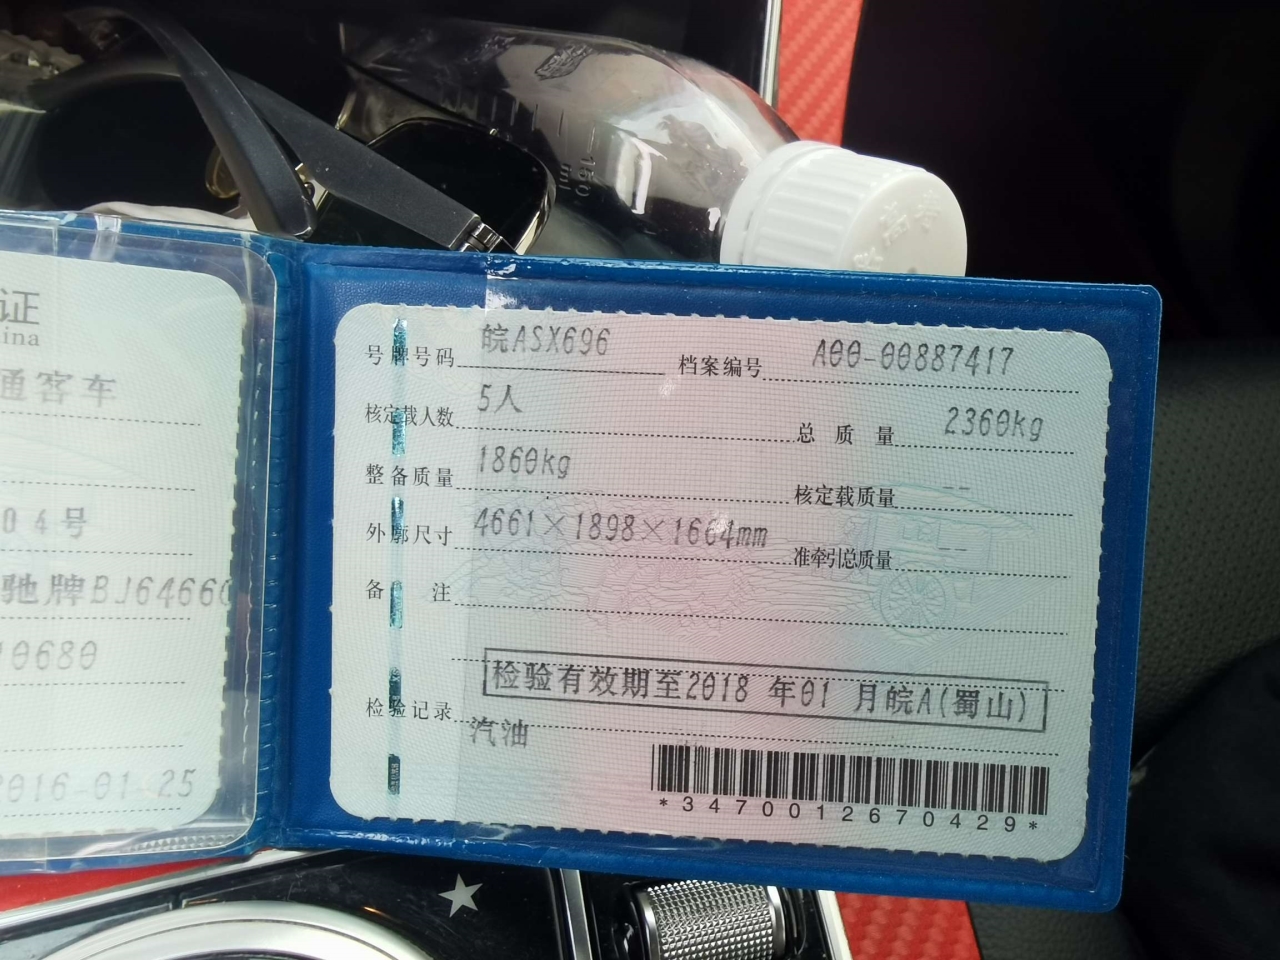 证
ina
通客车
04号
驰牌BJ6466
0680
2016-01-25
号牌号码 皖ASX696 档案编号 A00-00887417
核定载人数 5人 总质量 2360kg
整备质量 1860kg 核定载质量 --
外廓尺寸 4661×1898×1664mm 准牵引总质量 --
备注
检验有效期至2018 年01 月皖A(蜀山)
检验记录 汽油
*3470012670429*
150
ml